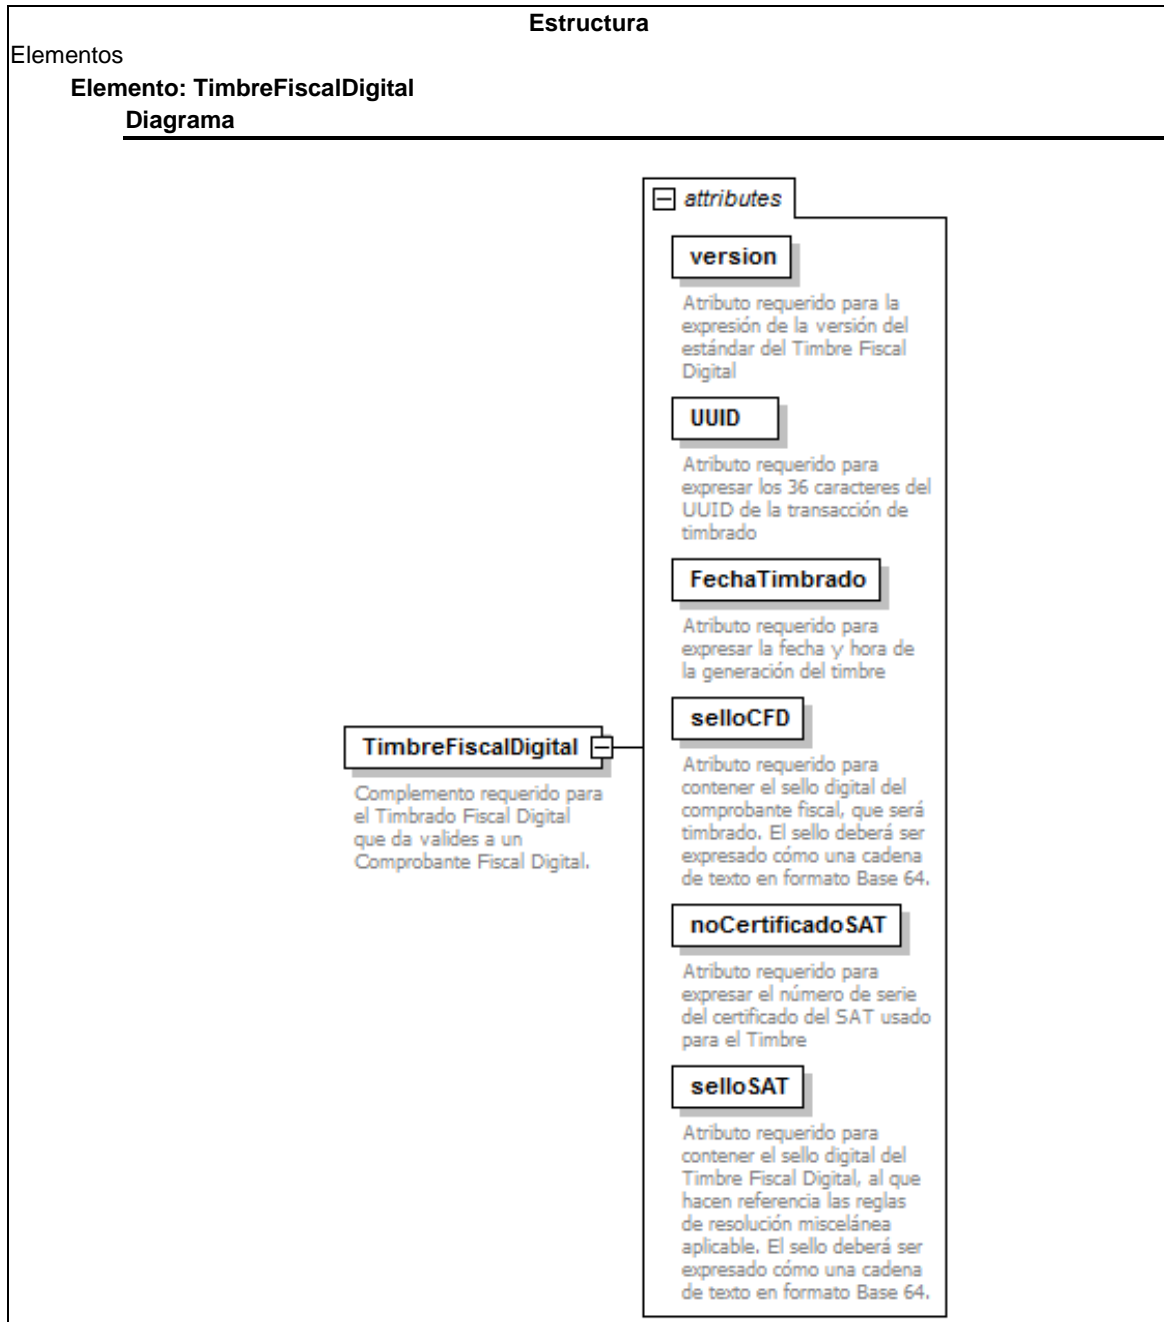 Estructura
Elementos
Elemento: TimbreFiscalDigital
Diagrama
attributes
version
Atributo requerido para la
expresión de la versión del
estándar del Timbre Fiscal
Digital
UUID
Atributo requerido para
expresar los 36 caracteres del
UUID de la transacción de
timbrado
FechaTimbrado
Atributo requerido para
expresar la fecha y hora de
la generación del timbre
selloCFD
Atributo requerido para
contener el sello digital del
comprobante fiscal, que será
timbrado. El sello deberá ser
expresado cómo una cadena
de texto en formato Base 64.
TimbreFiscalDigital
Complemento requerido para
el Timbrado Fiscal Digital
que da valides a un
Comprobante Fiscal Digital.
noCertificadoSAT
Atributo requerido para
expresar el número de serie
del certificado del SAT usado
para el Timbre
selloSAT
Atributo requerido para
contener el sello digital del
Timbre Fiscal Digital, al que
hacen referencia las reglas
de resolución miscelánea
aplicable. El sello deberá ser
expresado cómo una cadena
de texto en formato Base 64.